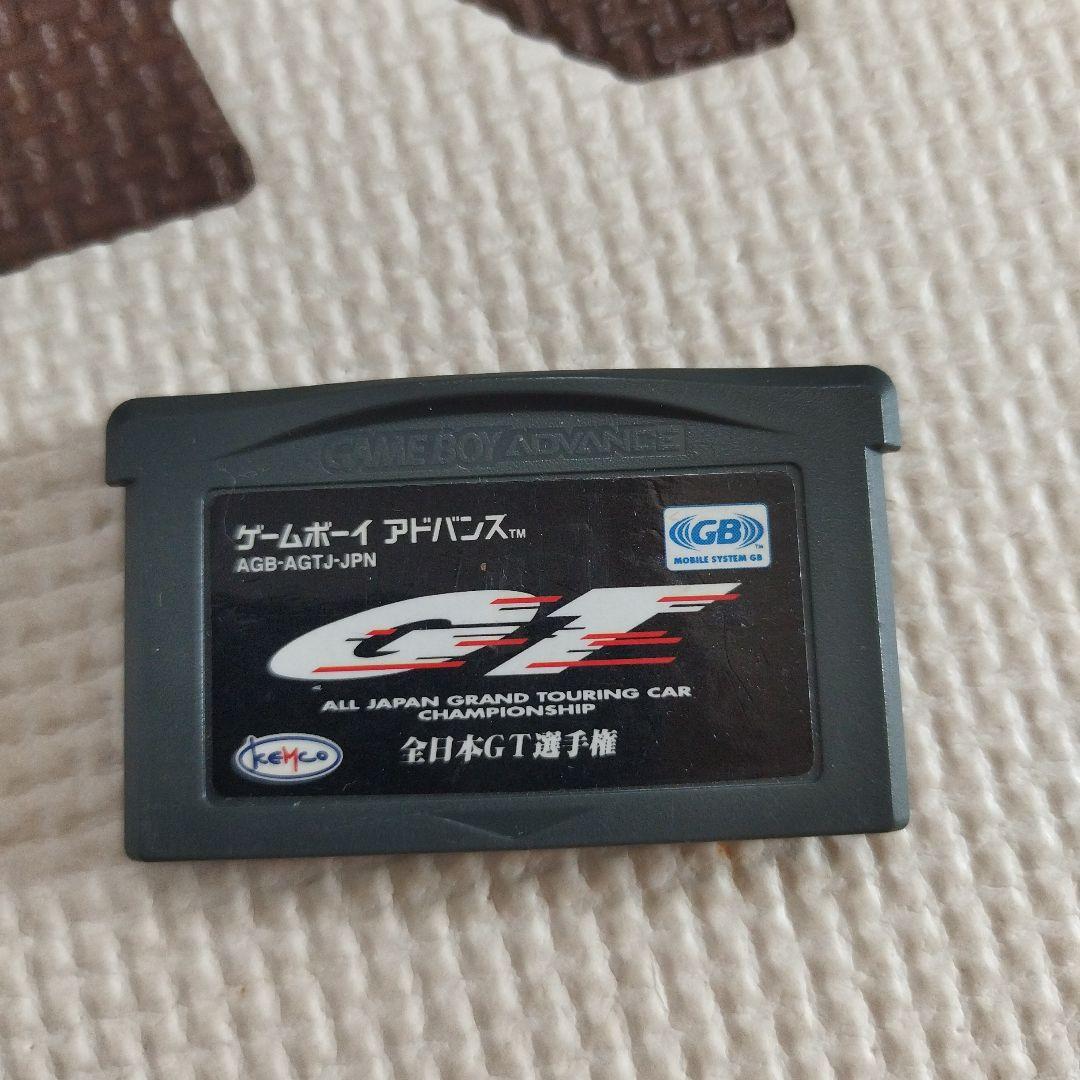 GAME BOY ADVANCE
ゲームボーイ アドバンス™
AGB-AGTJ-JPN
GB™
MOBILE SYSTEM GB
GT
ALL JAPAN GRAND TOURING CAR
CHAMPIONSHIP
全日本GT選手権
KEMCO